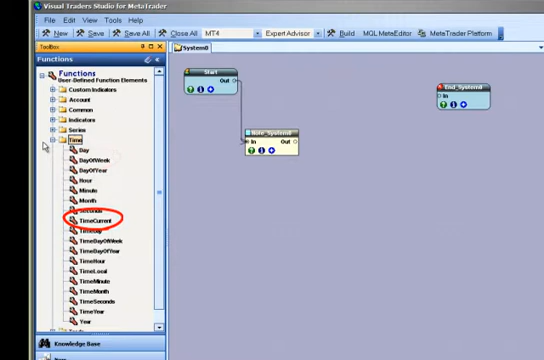 Visual Traders Studio for MetaTrader
File Edit View Tools Help
New Save Save All Close All MT4 Expert Advisor Build MQL MetaEditor MetaTrader Platform
ToolBox
System0
Functions
Functions
User-Defined Function Elements
Custom Indicators
Account
Common
Indicators
Series
Time
Day
DayOfWeek
DayOfYear
Hour
Minute
Month
Seconds
TimeCurrent
TimeDay
TimeDayOfWeek
TimeDayOfYear
TimeHour
TimeLocal
TimeMinute
TimeMonth
TimeSeconds
TimeYear
Year
Knowledge Base
Start
Out
Note_System0
In Out
End_System0
In